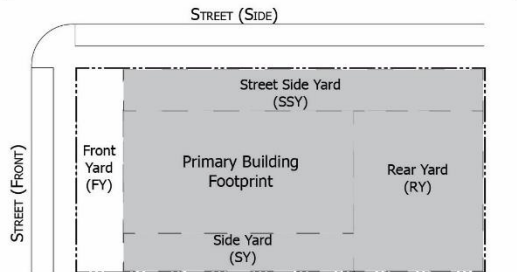 STREET (SIDE)
Street Side Yard
(SSY)
STREET (FRONT)
Front
Yard
(FY)
Primary Building
Footprint
Rear Yard
(RY)
Side Yard
(SY)